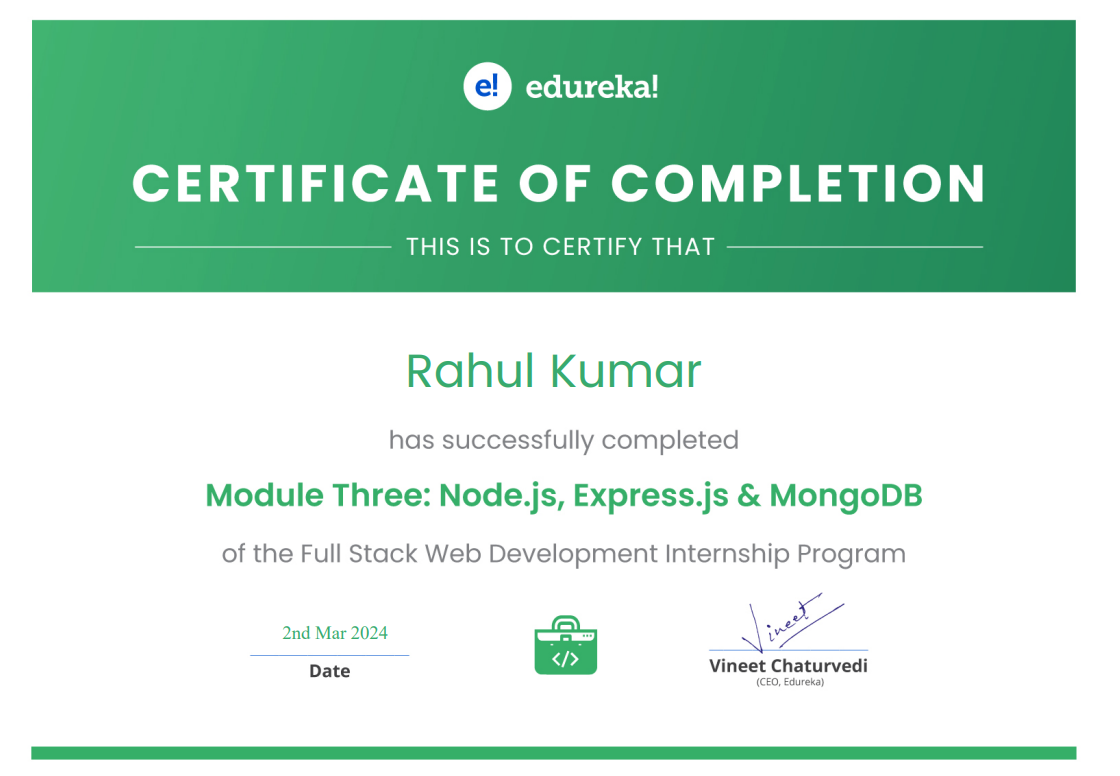 e! edureka!
CERTIFICATE OF COMPLETION
THIS IS TO CERTIFY THAT
Rahul Kumar
has successfully completed
Module Three: Node.js, Express.js & MongoDB
of the Full Stack Web Development Internship Program
Vineet
2nd Mar 2024
</>
Date
Vineet Chaturvedi
(CEO, Edureka)